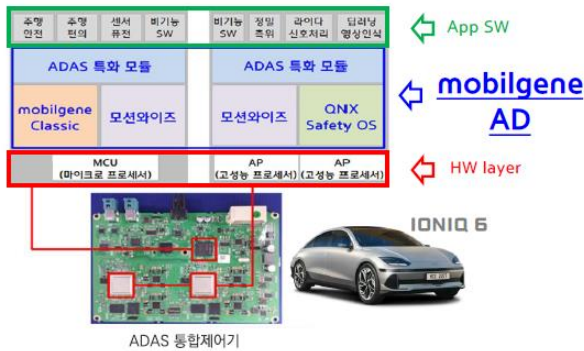 주행
안전
주행
편의
센서
퓨전
비기능
SW
비기능
SW
정밀
측위
라이다
신호처리
딥러닝
영상인식
App SW
ADAS 특화 모듈
ADAS 특화 모듈
mobilgene
Classic
모션와이즈
모션와이즈
QNX
Safety OS
mobilgene
AD
MCU
(마이크로 프로세서)
AP
(고성능 프로세서)
AP
(고성능 프로세서)
HW layer
IONIQ 6
ADAS 통합제어기